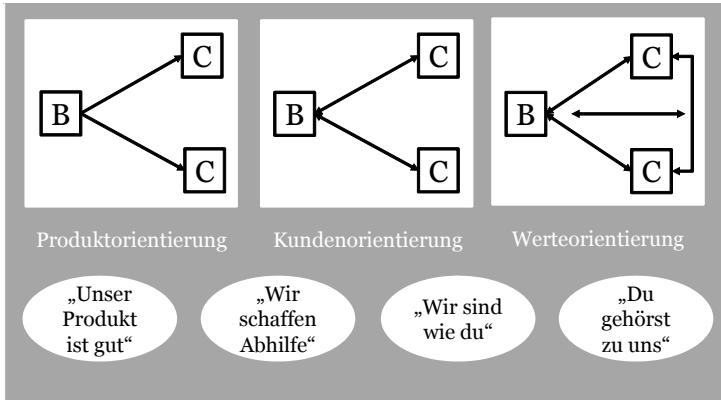 C
B
C
C
B
C
C
B
C
Produktorientierung
Kundenorientierung
Werteorientierung
„Unser
Produkt
ist gut“
„Wir
schaffen
Abhilfe“
„Wir sind
wie du“
„Du
gehörst
zu uns“